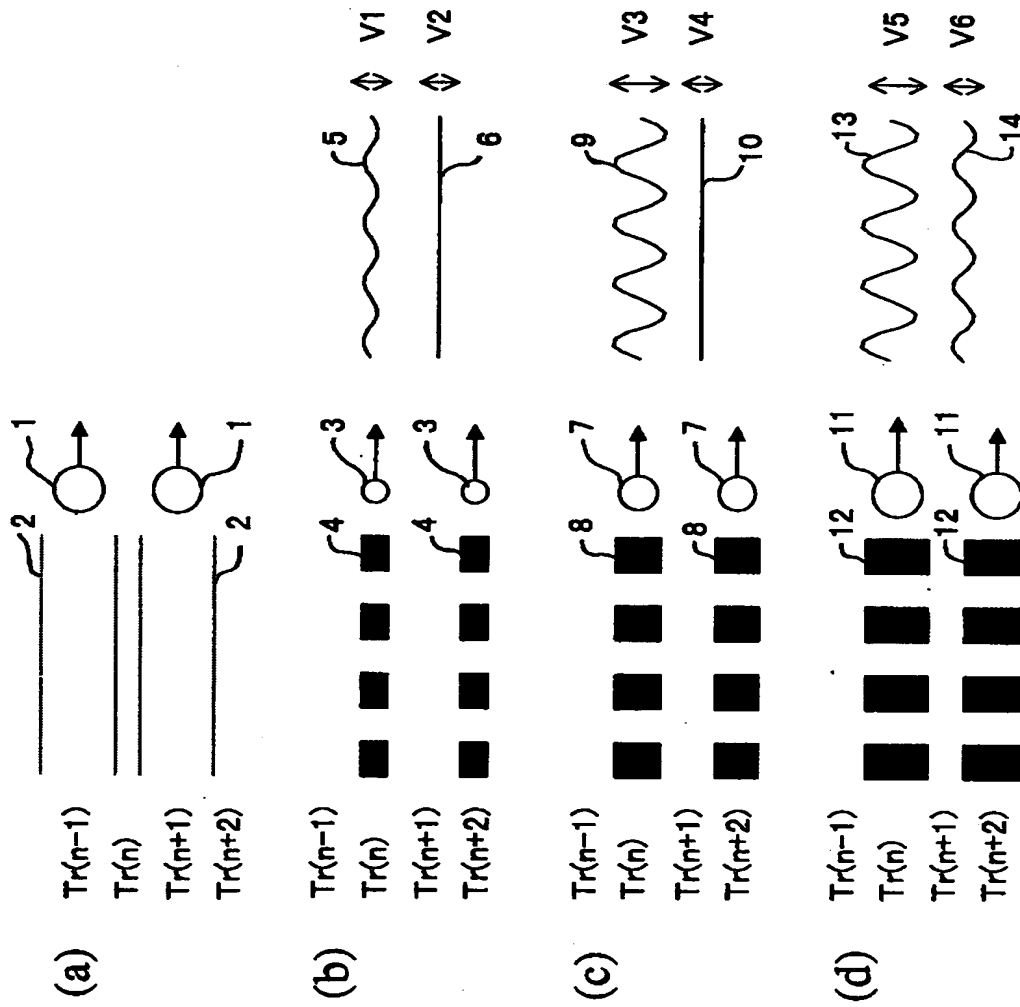 (a)
Tr(n-1)
Tr(n)
Tr(n+1)
Tr(n+2)
2
2
1
1
(b)
Tr(n-1)
Tr(n)
Tr(n+1)
Tr(n+2)
4
4
3
3
5
6
V1
V2
(c)
Tr(n-1)
Tr(n)
Tr(n+1)
Tr(n+2)
8
8
7
7
9
10
V3
V4
(d)
Tr(n-1)
Tr(n)
Tr(n+1)
Tr(n+2)
12
12
11
11
13
14
V5
V6